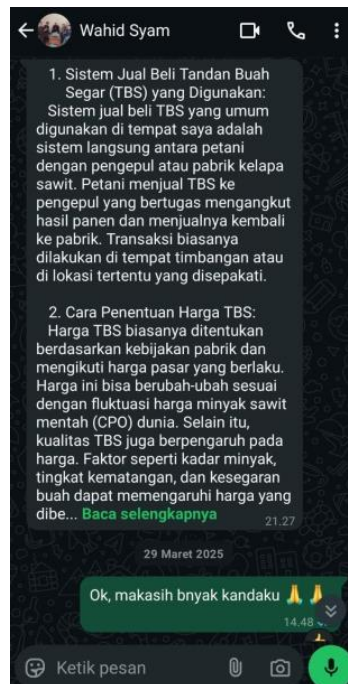 Wahid Syam
1. Sistem Jual Beli Tandan Buah
Segar (TBS) yang Digunakan:
Sistem jual beli TBS yang umum
digunakan di tempat saya adalah
sistem langsung antara petani
dengan pengepul atau pabrik kelapa
sawit. Petani menjual TBS ke
pengepul yang bertugas mengangkut
hasil panen dan menjualnya kembali
ke pabrik. Transaksi biasanya
dilakukan di tempat timbangan atau
di lokasi tertentu yang disepakati.
2. Cara Penentuan Harga TBS:
Harga TBS biasanya ditentukan
berdasarkan kebijakan pabrik dan
mengikuti harga pasar yang berlaku.
Harga ini bisa berubah-ubah sesuai
dengan fluktuasi harga minyak sawit
mentah (CPO) dunia. Selain itu,
kualitas TBS juga berpengaruh pada
harga. Faktor seperti kadar minyak,
tingkat kematangan, dan kesegaran
buah dapat memengaruhi harga yang
dibe... Baca selengkapnya
21.27
29 Maret 2025
Ok, makasih bnyak kandaku 🙏🙏
14.48
Ketik pesan